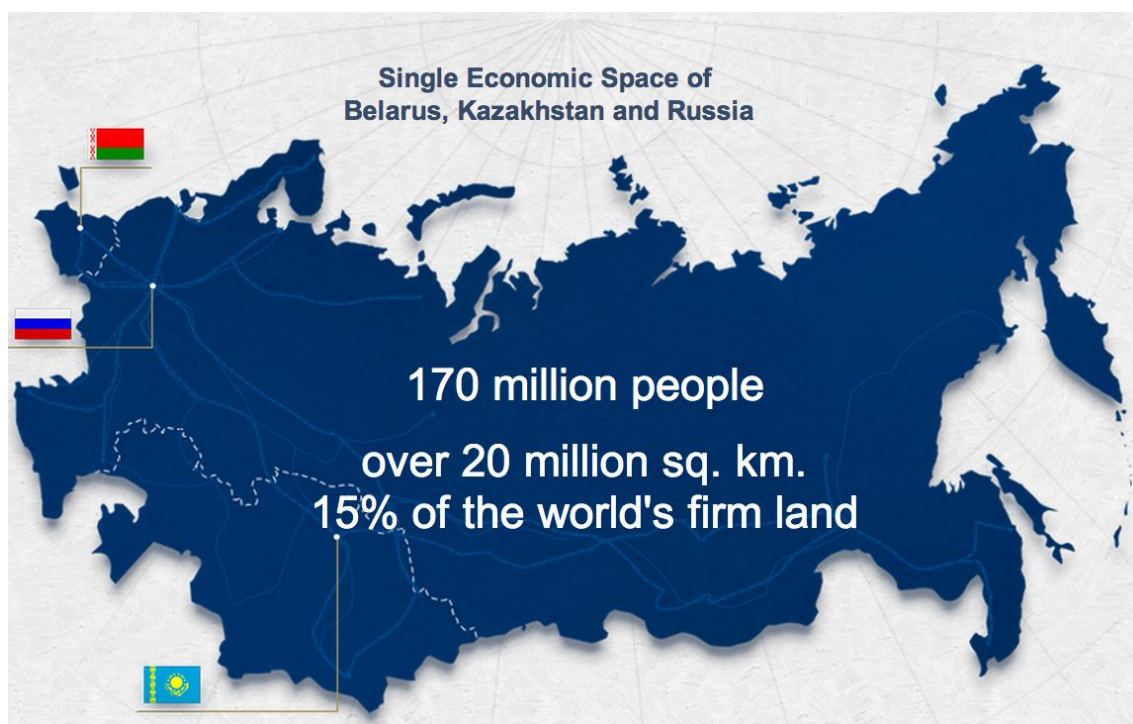 Single Economic Space of
Belarus, Kazakhstan and Russia
170 million people
over 20 million sq. km.
15% of the world's firm land